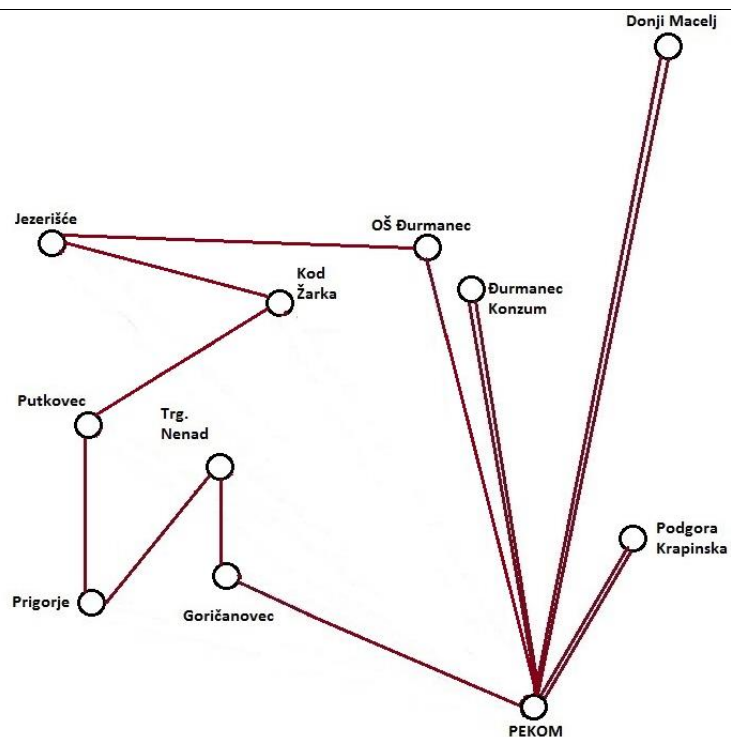 Donji Macelj
Jezerišće
OŠ Đurmanec
Kod
Žarka
Đurmanec
Konzum
Putkovec
Trg.
Nenad
Podgora
Krapinska
Prigorje
Goričanovec
PEKOM